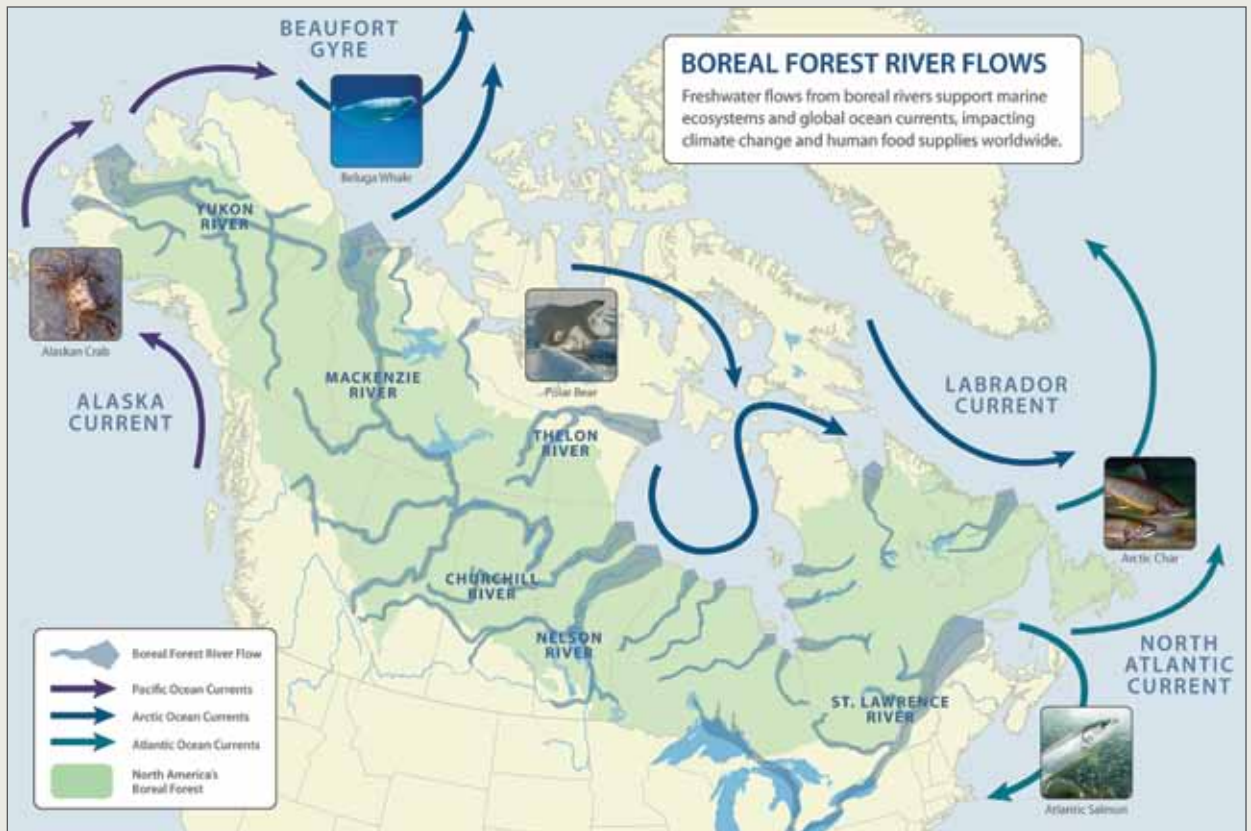 BEAUFORT
GYRE
BOREAL FOREST RIVER FLOWS
Freshwater flows from boreal rivers support marine
ecosystems and global ocean currents, impacting
climate change and human food supplies worldwide.
Beluga Whale
YUKON
RIVER
Alaskan Crab
ALASKA
CURRENT
MACKENZIE
RIVER
Polar Bear
THELON
RIVER
LABRADOR
CURRENT
Arctic Char
CHURCHILL
RIVER
NELSON
RIVER
NORTH
ATLANTIC
CURRENT
ST. LAWRENCE
RIVER
Atlantic Salmon
Boreal Forest River Flow
Pacific Ocean Currents
Arctic Ocean Currents
Atlantic Ocean Currents
North America's
Boreal Forest